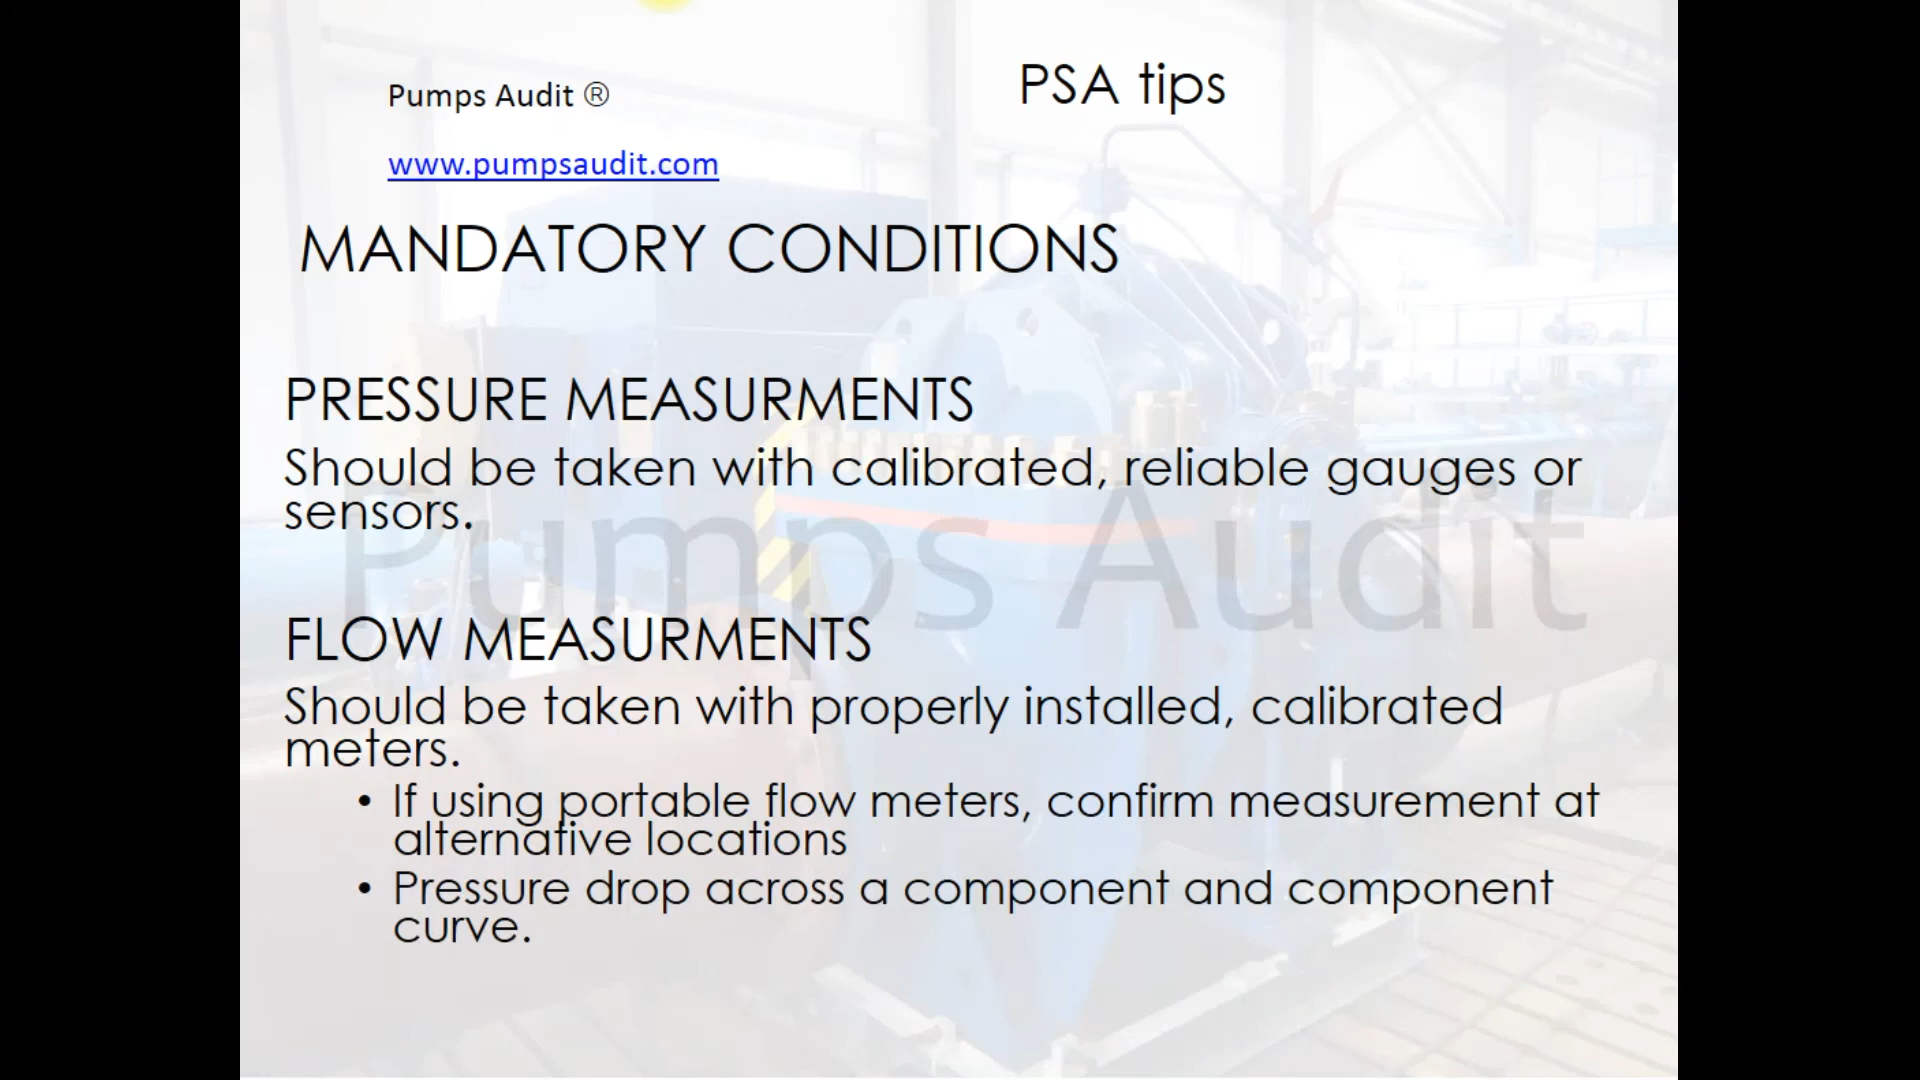 Pumps Audit ®
PSA tips
www.pumpsaudit.com
MANDATORY CONDITIONS
PRESSURE MEASURMENTS
Should be taken with calibrated, reliable gauges or
sensors.
Pumps Audit
FLOW MEASURMENTS
Should be taken with properly installed, calibrated
meters.
• If using portable flow meters, confirm measurement at
alternative locations
• Pressure drop across a component and component
curve.